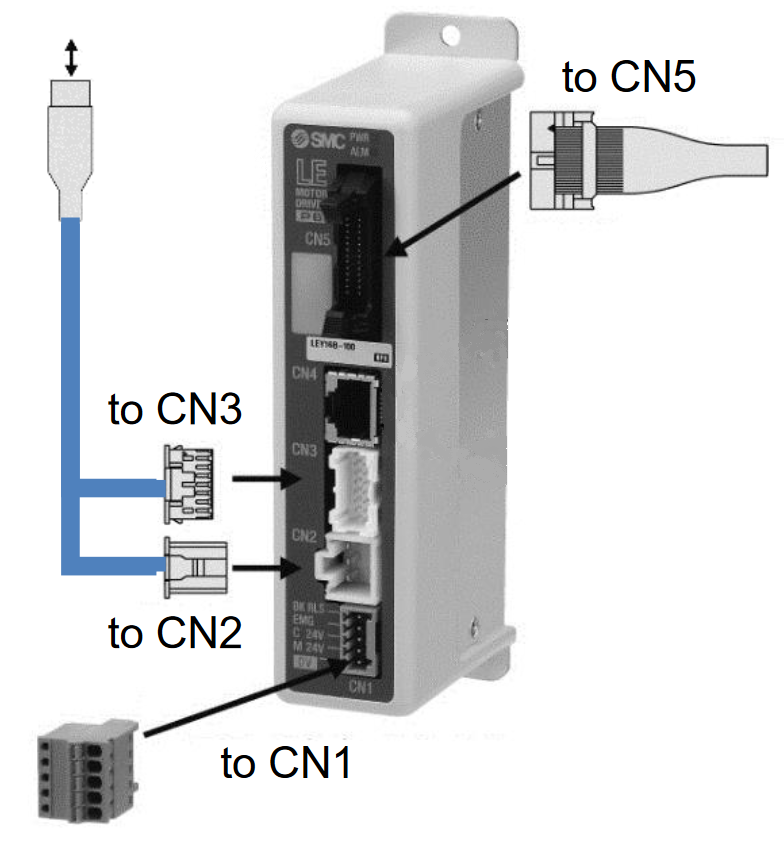 to CN5
SMC PWR
ALM
LE
MOTOR
DRIVE
CN5
LEY16B-100
CN4
to CN3
CN3
CN2
to CN2
BK RLS
EMG
C 24V
M 24V
0V
CN1
to CN1